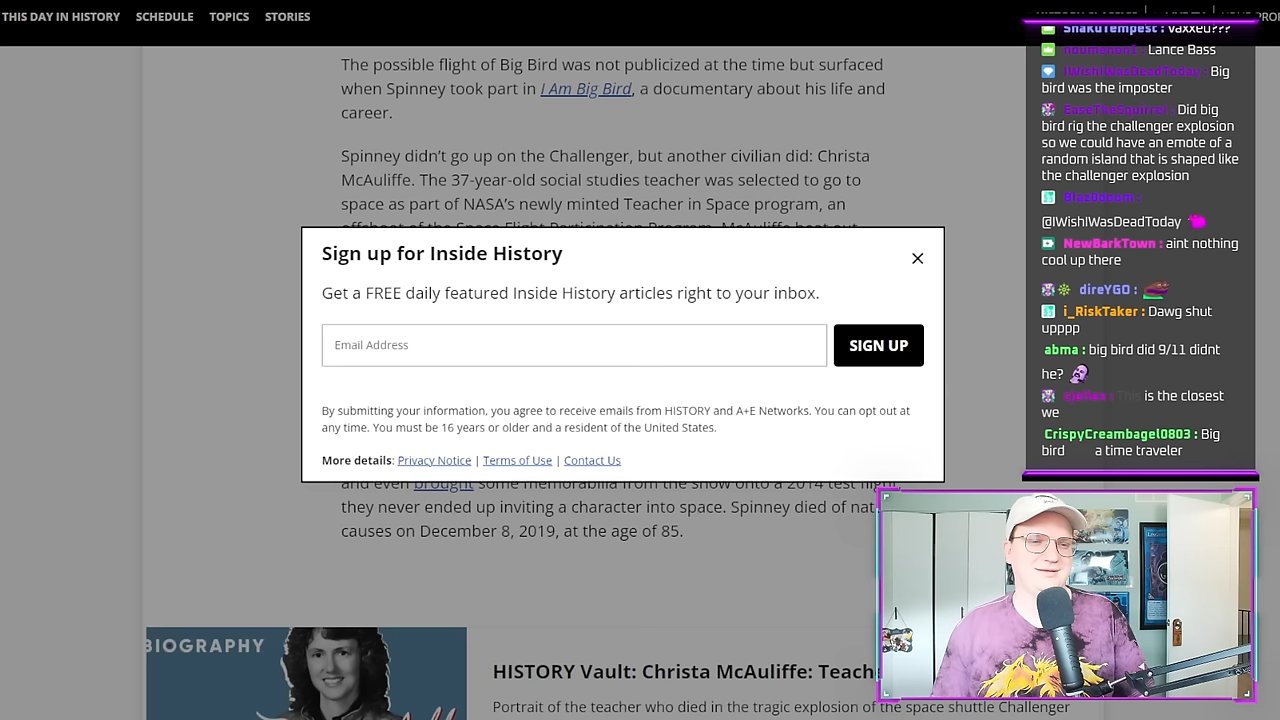 THIS DAY IN HISTORY SCHEDULE TOPICS STORIES
The possible flight of Big Bird was not publicized at the time but surfaced
when Spinney took part in I Am Big Bird, a documentary about his life and
career.
Spinney didn’t go up on the Challenger, but another civilian did: Christa
McAuliffe. The 37-year-old social studies teacher was selected to go to
space as part of NASA’s newly minted Teacher in Space program, an
Sign up for Inside History
Get a FREE daily featured Inside History articles right to your inbox.
Email Address
SIGN UP
By submitting your information, you agree to receive emails from HISTORY and A+E Networks. You can opt out at
any time. You must be 16 years or older and a resident of the United States.
More details: Privacy Notice | Terms of Use | Contact Us
and even brought some memorabilia from the show onto a 2014 test
they never ended up inviting a character into space. Spinney died of
causes on December 8, 2019, at the age of 85.
BIOGRAPHY
HISTORY Vault: Christa McAuliffe:
Portrait of the teacher who died in the tragic explosion of the space shuttle Challenger
ShakuTempest : vaxxed???
Lance Bass
IWishIWasDeadToday : Big
bird was the imposter
EaseTheSquirrel : Did big
bird rig the challenger explosion
so we could have an emote of a
random island that is shaped like
the challenger explosion
@IWishIWasDeadToday
NewBarkTown : aint nothing
cool up there
direYGO :
i_RiskTaker : Dawg shut
upppp
abma : big bird did 9/11 didnt
he?
This is the closest
we
CrispyCreambagel0803 : Big
bird a time traveler